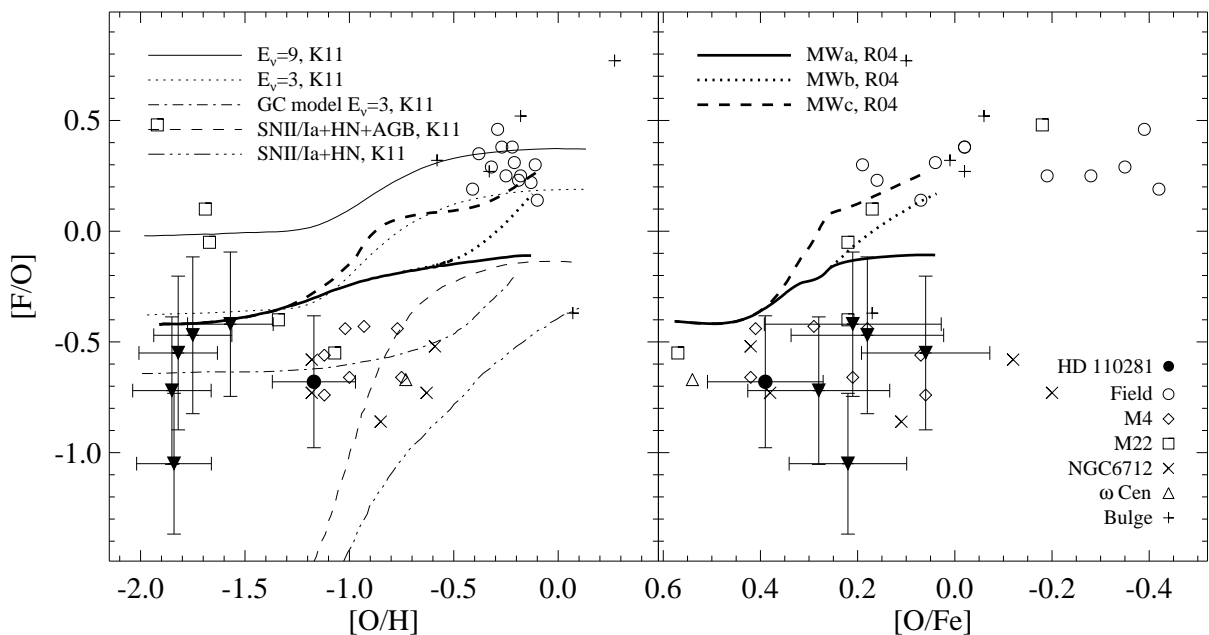 E_ν=9, K11
E_ν=3, K11
GC model E_ν=3, K11
SNII/Ia+HN+AGB, K11
SNII/Ia+HN, K11
MWa, R04
MWb, R04
MWc, R04
[F/O]
0.5
0.0
-0.5
-1.0
HD 110281
Field
M4
M22
NGC6712
ω Cen
Bulge
-2.0 -1.5 -1.0 -0.5 0.0
0.6 0.4 0.2 0.0 -0.2 -0.4
[O/H]
[O/Fe]